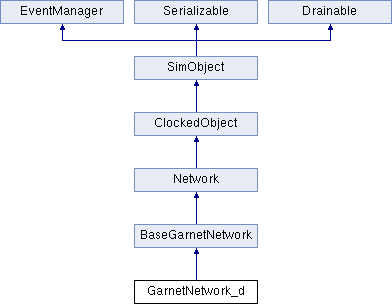 EventManager Serializable Drainable
SimObject
ClockedObject
Network
BaseGarnetNetwork
GarnetNetwork_d